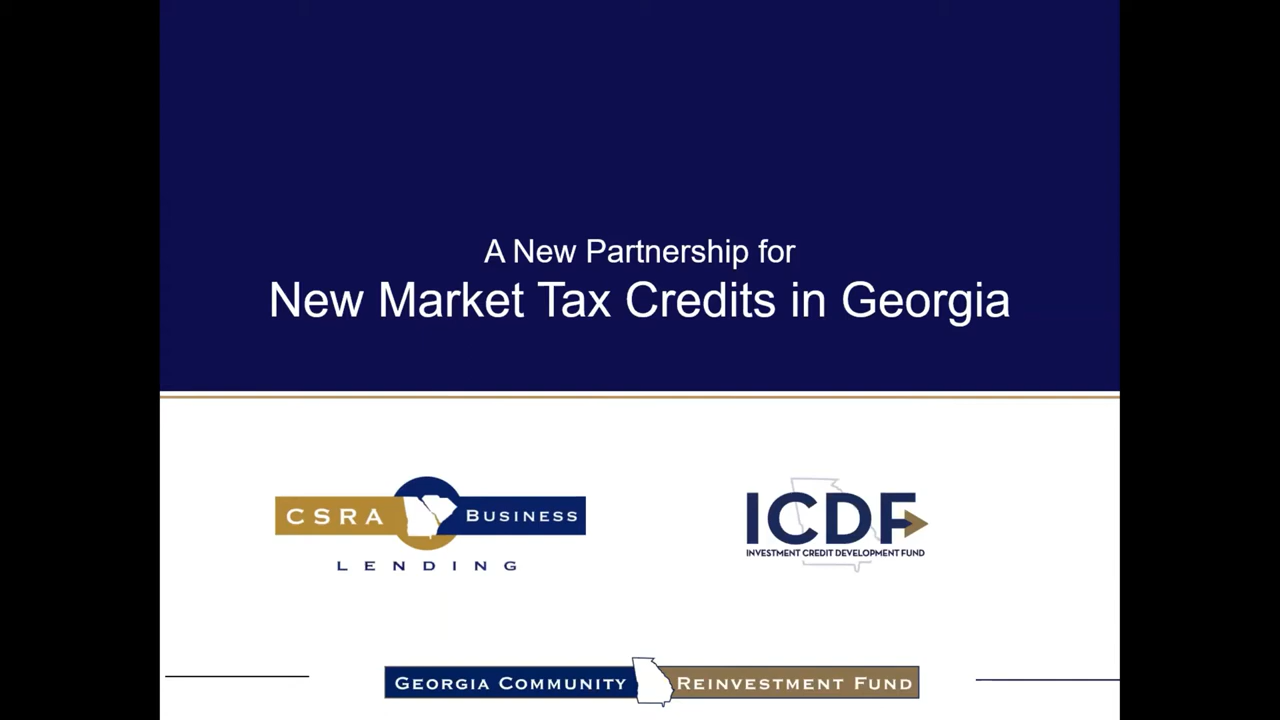 A New Partnership for
New Market Tax Credits in Georgia
CSRA BUSINESS
LENDING
ICDF
INVESTMENT CREDIT DEVELOPMENT FUND
GEORGIA COMMUNITY REINVESTMENT FUND